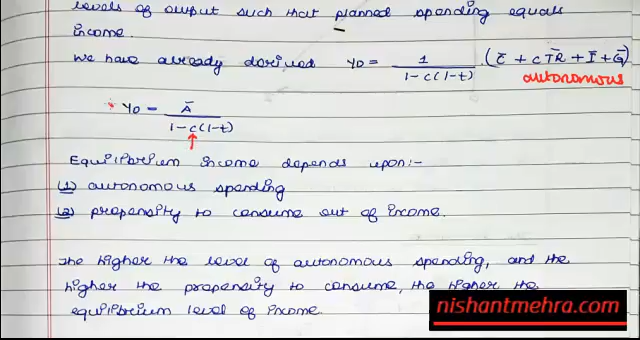 levels of output such that planned spending equals
income.
We have already derived YD = 1 / 1-c(1-t) . (C̄ + cT̄R̄ + Ī + Ḡ)
autonomous
* YD = Ā / 1-c(1-t)
Equilibrium income depends upon:-
(1) autonomous spending
(2) propensity to consume out of income.
The higher the level of autonomous spending, and the
higher the propensity to consume, the higher the
equilibrium level of income.
nishantmehra.com